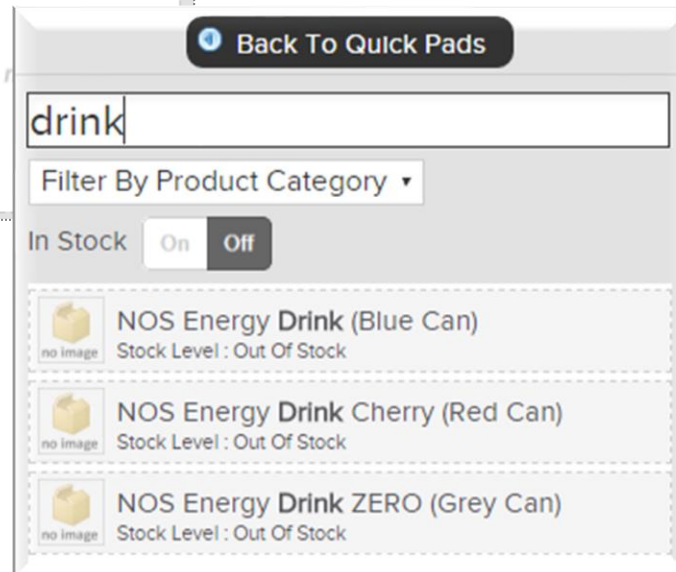 Back To Quick Pads
drink
Filter By Product Category
In Stock On Off
NOS Energy Drink (Blue Can)
Stock Level : Out Of Stock
no image
NOS Energy Drink Cherry (Red Can)
Stock Level : Out Of Stock
no image
NOS Energy Drink ZERO (Grey Can)
Stock Level : Out Of Stock
no image